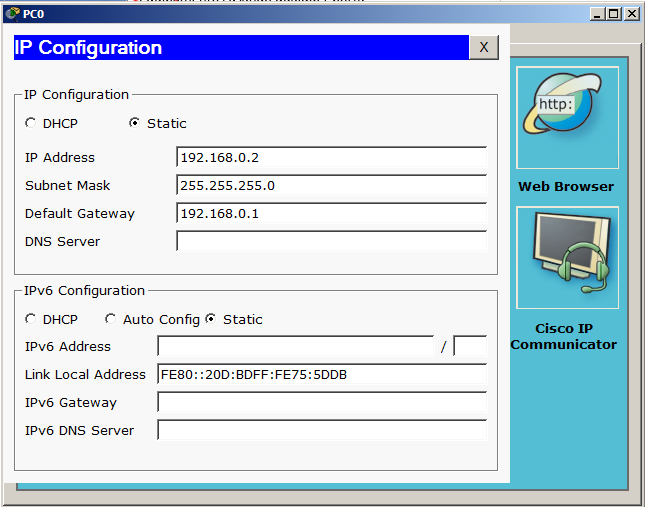 PC0
IP Configuration X
IP Configuration
DHCP Static
IP Address 192.168.0.2
Subnet Mask 255.255.255.0
Default Gateway 192.168.0.1
DNS Server
IPv6 Configuration
DHCP Auto Config Static
IPv6 Address /
Link Local Address FE80::20D:BDFF:FE75:5DDB
IPv6 Gateway
IPv6 DNS Server
http:
Web Browser
Cisco IP
Communicator